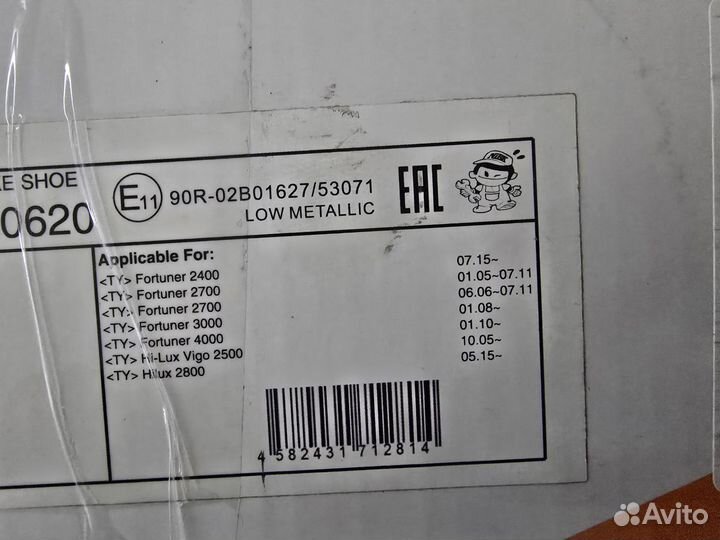 KE SHOE
0620
E11 90R-02B01627/53071
LOW METALLIC
EAC
Applicable For:
<TY> Fortuner 2400 07.15~
<TY> Fortuner 2700 01.05~07.11
<TY> Fortuner 2700 06.06~07.11
<TY> Fortuner 3000 01.08~
<TY> Fortuner 4000 01.10~
<TY> Hi-Lux Vigo 2500 10.05~
<TY> Hilux 2800 05.15~
4 582431 712814
Avito